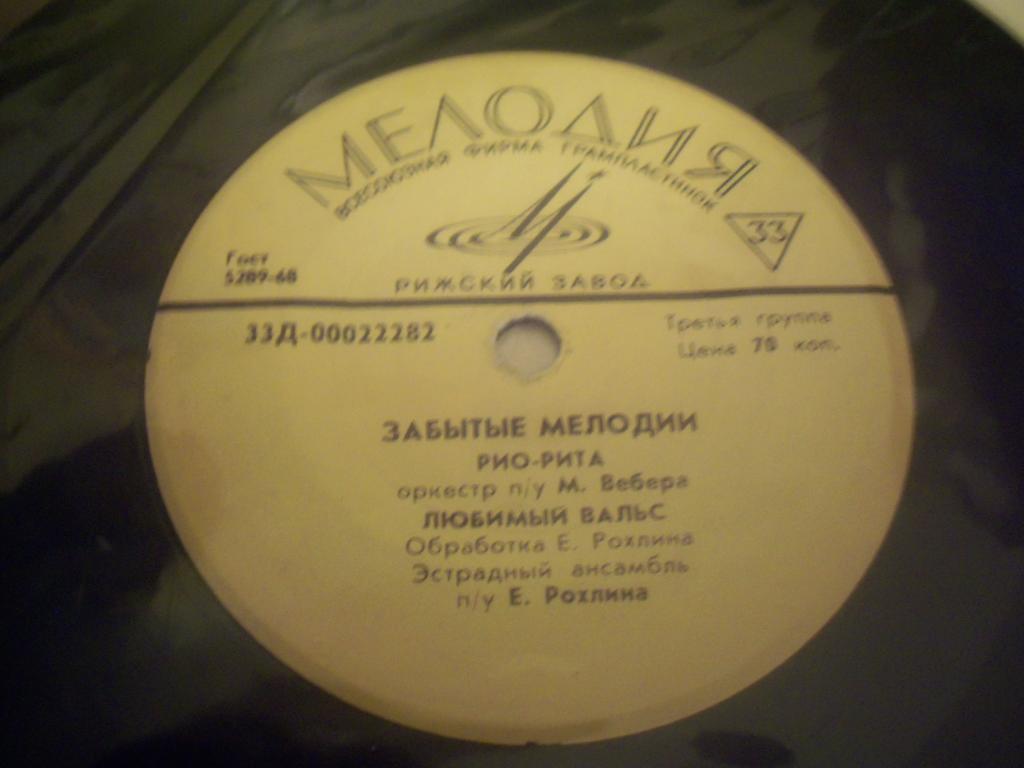 МЕЛОДИЯ
ВСЕСОЮЗНАЯ ФИРМА ГРАМПЛАСТИНОК
33
Гост
5289-68
РИЖСКИЙ ЗАВОД
33Д-00022282
Третья группа
Цена 70 коп.
ЗАБЫТЫЕ МЕЛОДИИ
РИО-РИТА
оркестр п/у М. Вебера
ЛЮБИМЫЙ ВАЛЬС
Обработка Е. Рохлина
Эстрадный ансамбль
п/у Е. Рохлина